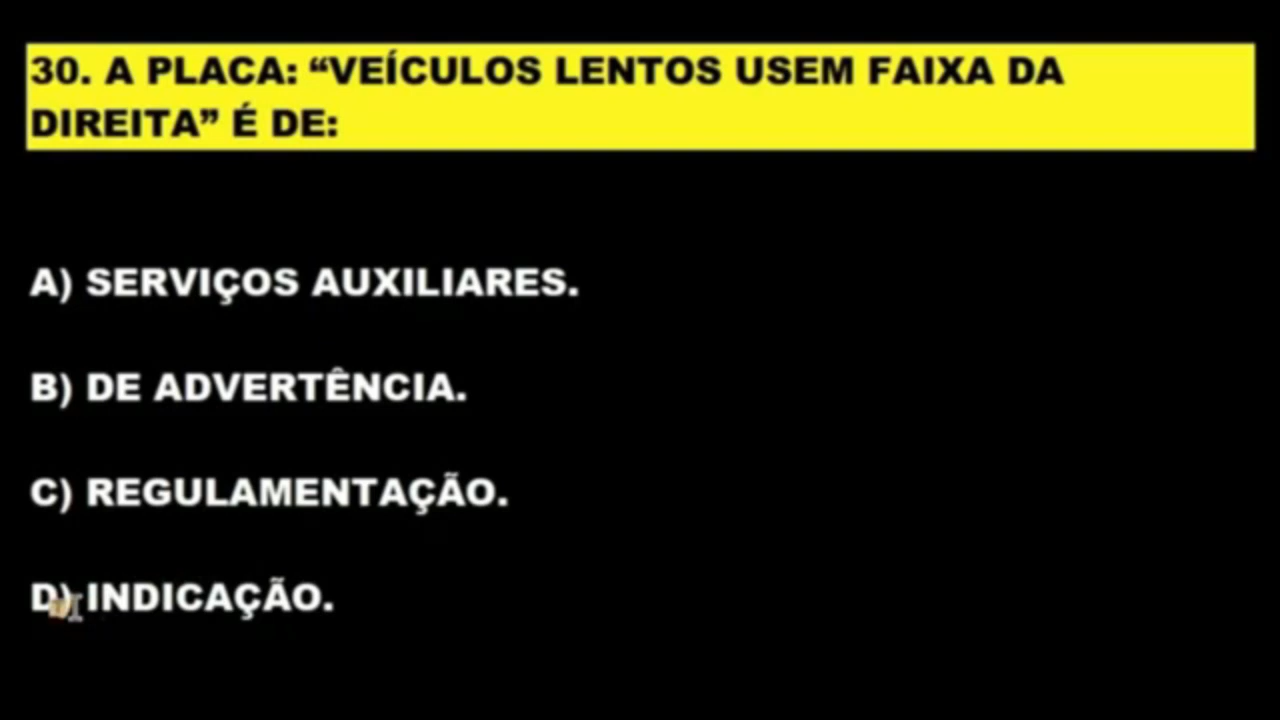 30. A PLACA: “VEÍCULOS LENTOS USEM FAIXA DA
DIREITA” É DE:
A) SERVIÇOS AUXILIARES.
B) DE ADVERTÊNCIA.
C) REGULAMENTAÇÃO.
D) INDICAÇÃO.